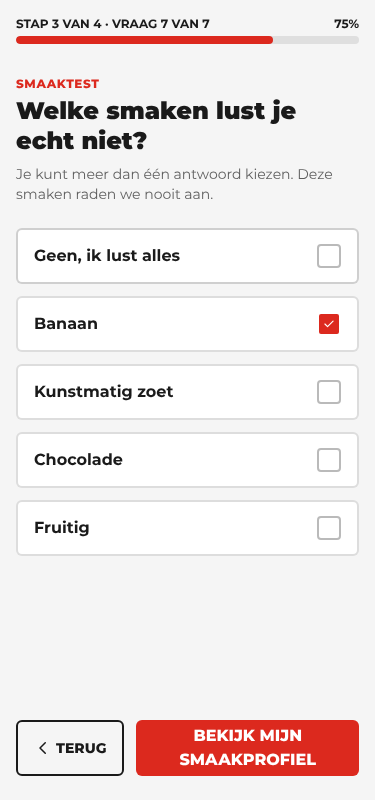 STAP 3 VAN 4 · VRAAG 7 VAN 7 75%
SMAAKTEST
Welke smaken lust je
echt niet?
Je kunt meer dan één antwoord kiezen. Deze
smaken raden we nooit aan.
Geen, ik lust alles
Banaan
Kunstmatig zoet
Chocolade
Fruitig
TERUG
BEKIJK MIJN
SMAAKPROFIEL